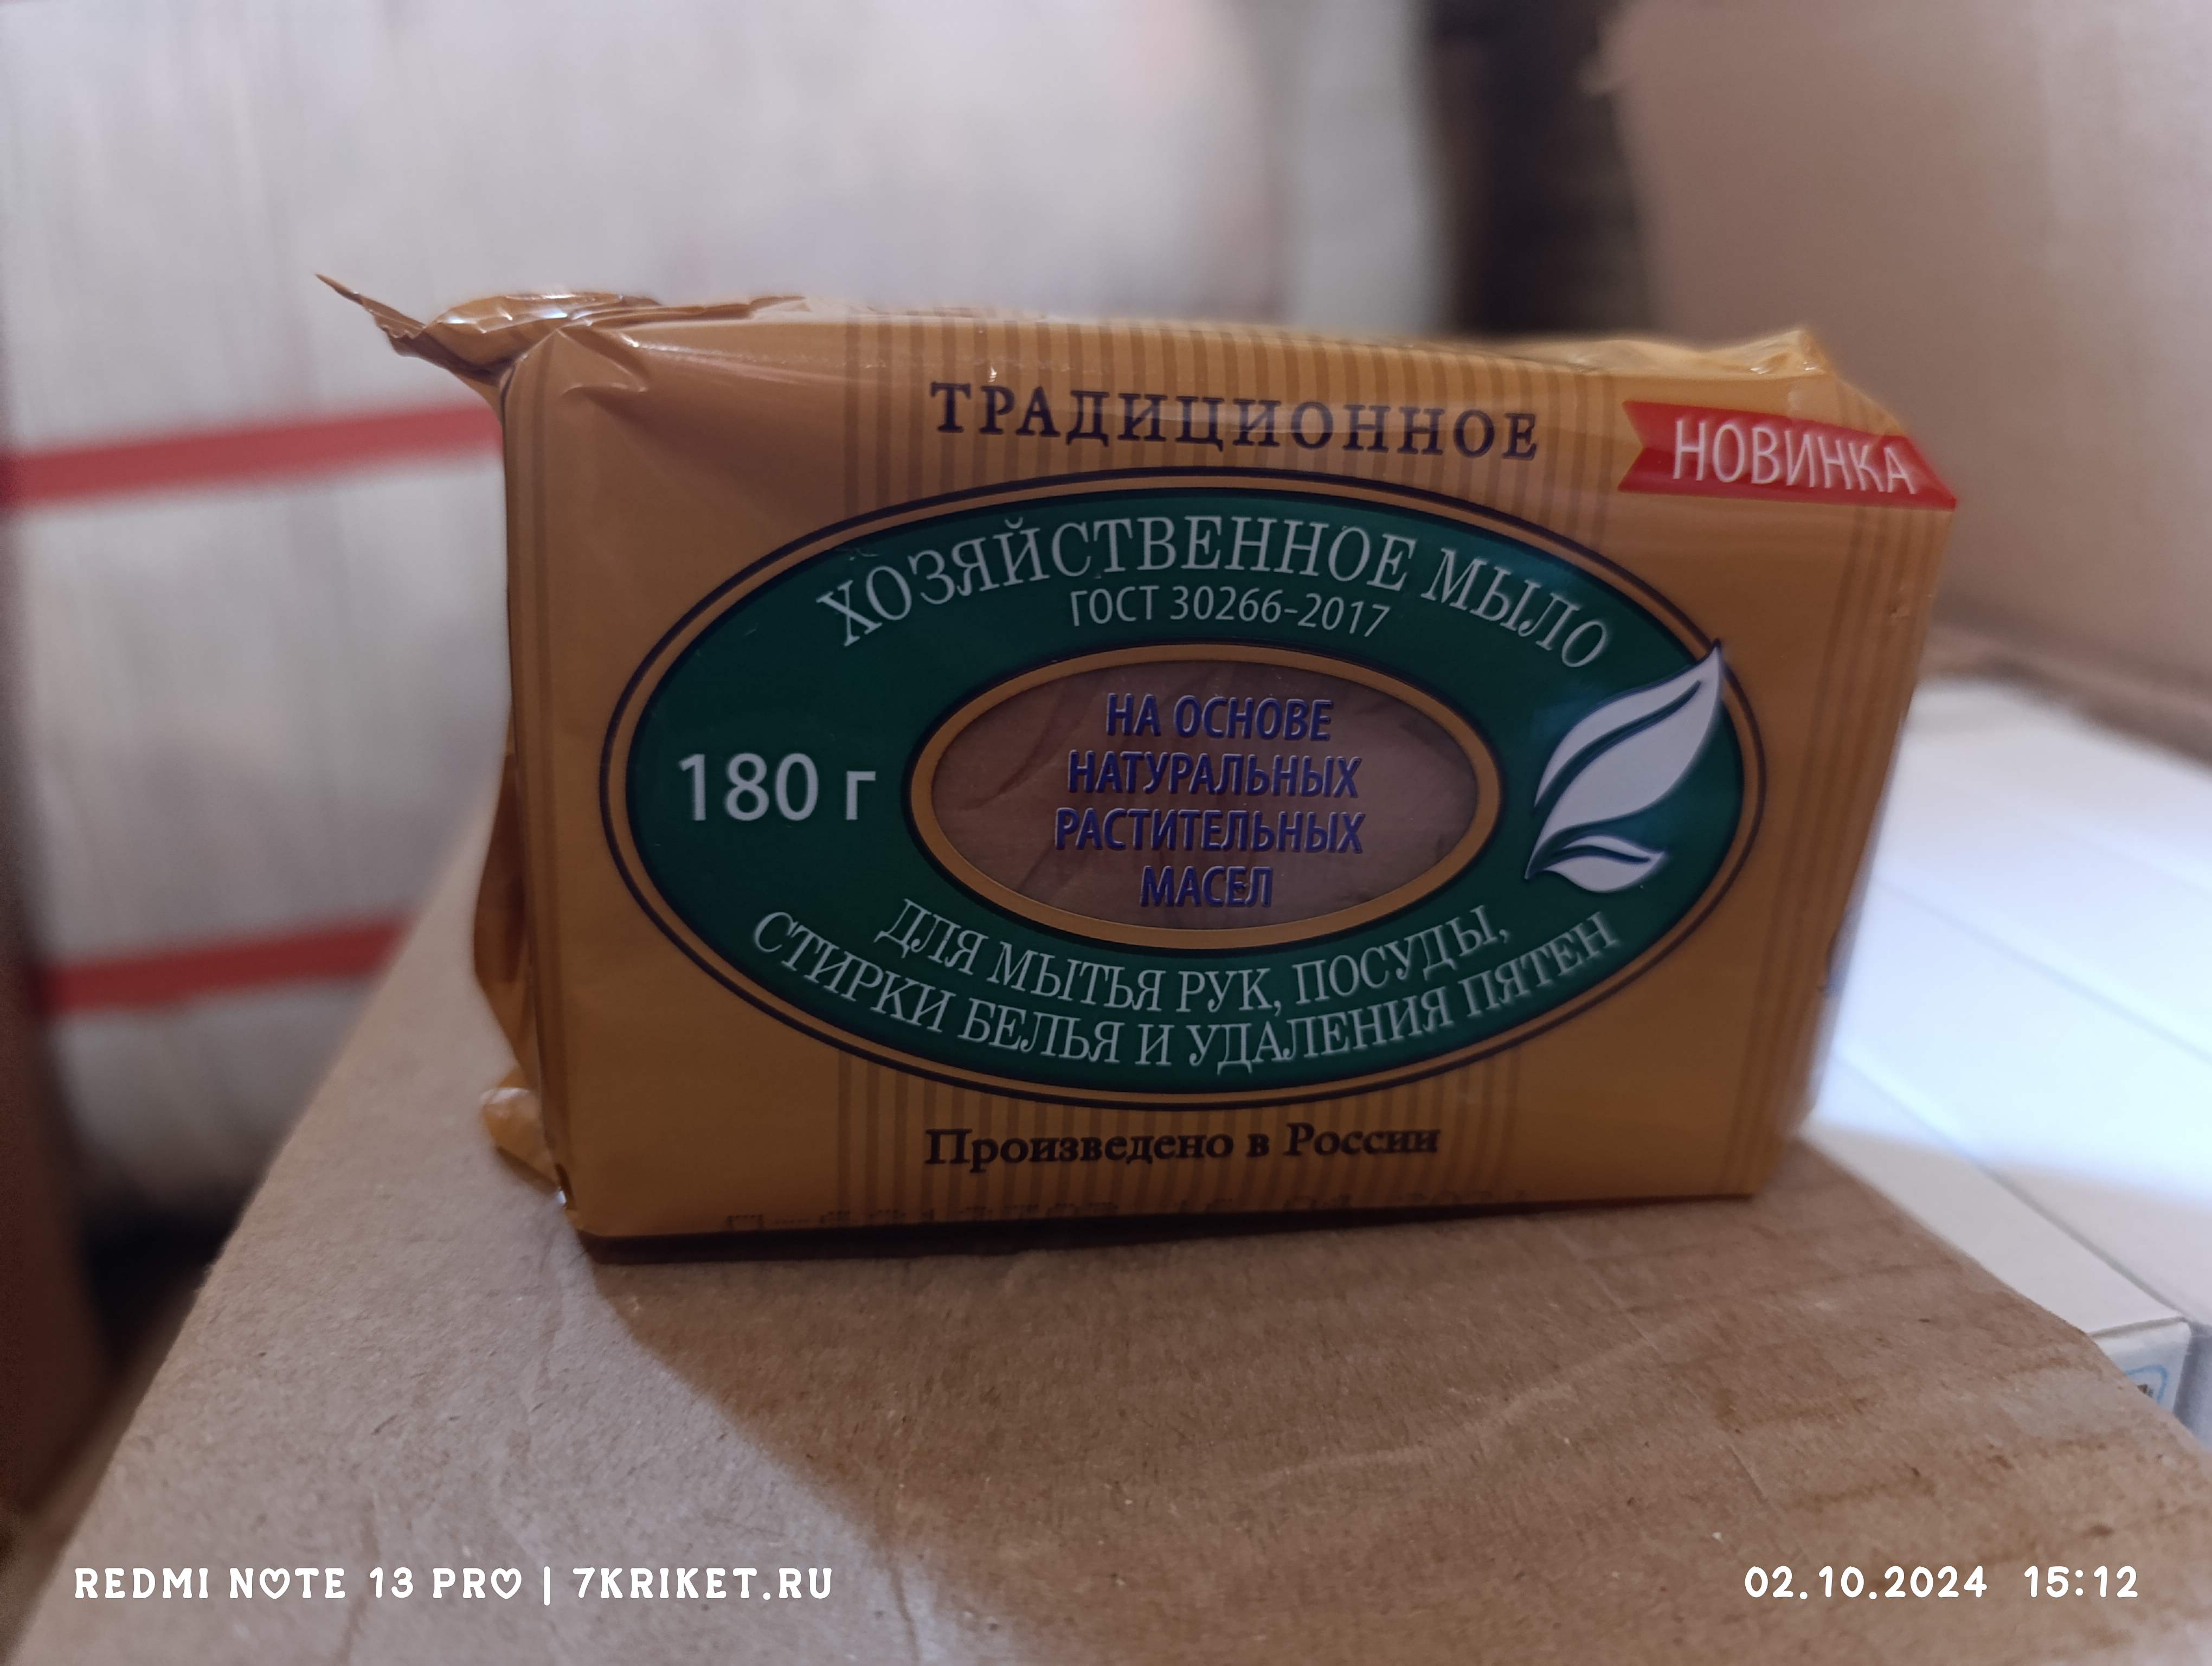 ТРАДИЦИОННОЕ
НОВИНКА
ХОЗЯЙСТВЕННОЕ МЫЛО
ГОСТ 30266-2017
НА ОСНОВЕ
НАТУРАЛЬНЫХ
РАСТИТЕЛЬНЫХ
МАСЕЛ
180 г
ДЛЯ МЫТЬЯ РУК, ПОСУДЫ,
СТИРКИ БЕЛЬЯ И УДАЛЕНИЯ ПЯТЕН
Произведено в России
REDMI NOTE 13 PRO | 7KRIKET.RU
02.10.2024 15:12